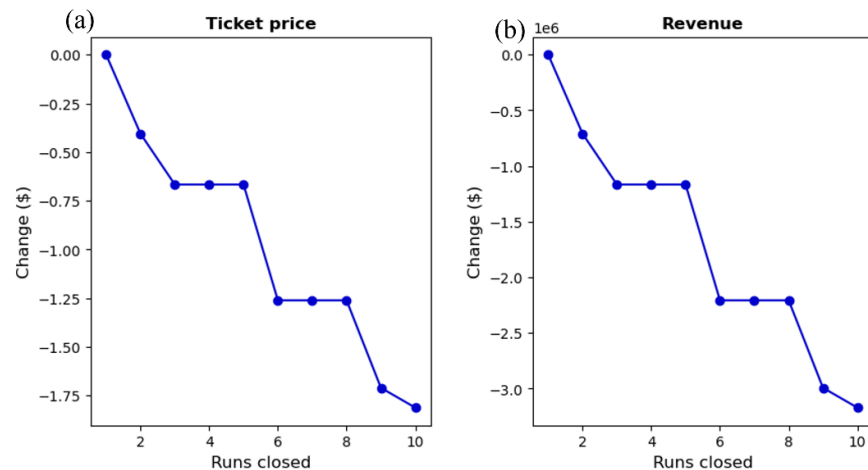 (a)
Ticket price
0.00
−0.25
−0.50
−0.75
−1.00
−1.25
−1.50
−1.75
Change ($)
2 4 6 8 10
Runs closed
(b)
1e6
Revenue
0.0
−0.5
−1.0
−1.5
−2.0
−2.5
−3.0
Change ($)
2 4 6 8 10
Runs closed